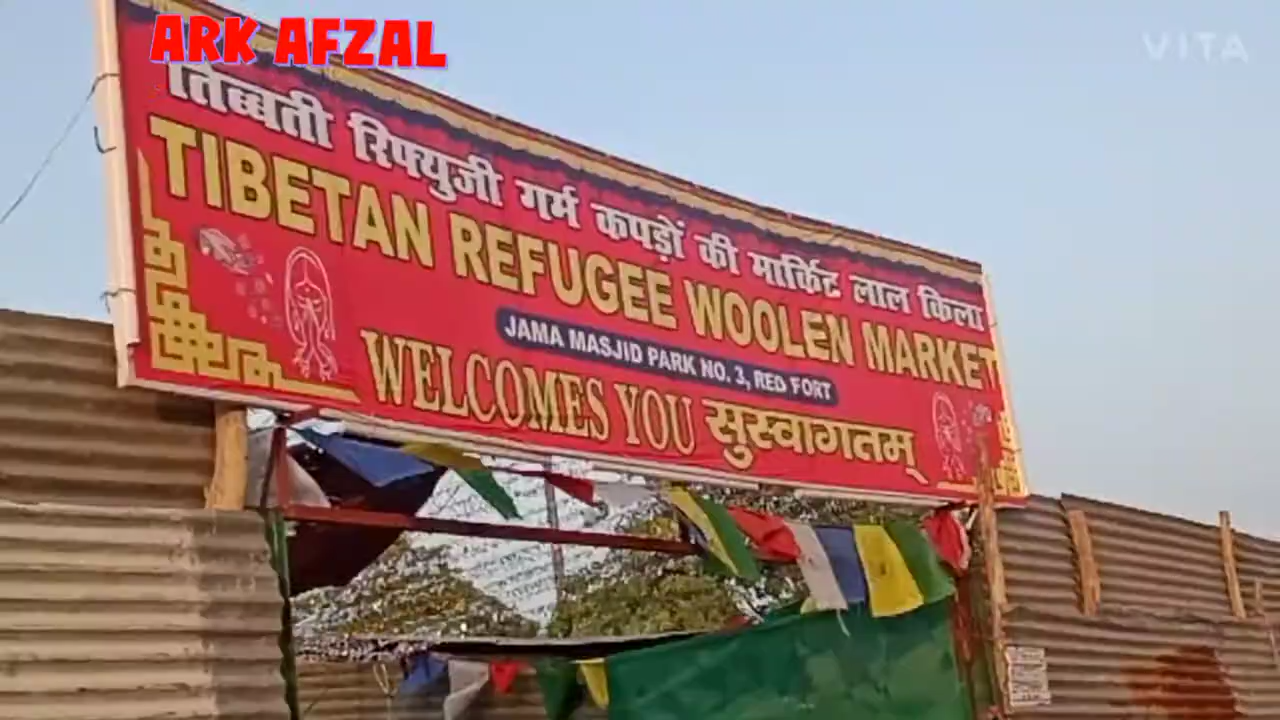 ARK AFZAL
VITA
तिब्बती रिफ्युजी गर्म कपड़ों की मार्किट लाल किला
TIBETAN REFUGEE WOOLEN MARKET
JAMA MASJID PARK NO. 3, RED FORT
WELCOMES YOU सुस्वागतम्